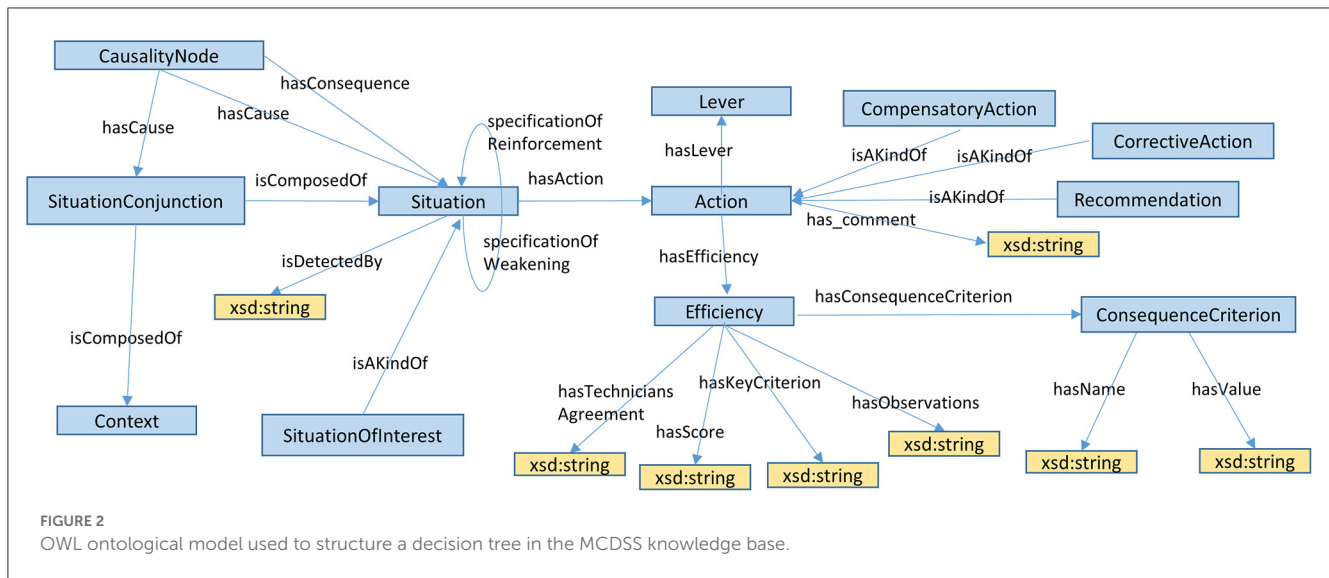 CausalityNode
hasConsequence
hasCause
hasCause
specificationOf
Reinforcement
Lever
CompensatoryAction
CorrectiveAction
isAKindOf
isAKindOf
hasLever
SituationConjunction
isComposedOf
Situation
hasAction
Action
isAKindOf
Recommendation
has_comment
xsd:string
specificationOf
Weakening
isDetectedBy
xsd:string
hasEfficiency
Efficiency
hasConsequenceCriterion
ConsequenceCriterion
isComposedOf
isAKindOf
Context
SituationOfInterest
hasTechnicians
Agreement
hasScore
hasKeyCriterion
hasObservations
hasName
hasValue
xsd:string
xsd:string
xsd:string
xsd:string
xsd:string
xsd:string
FIGURE 2
OWL ontological model used to structure a decision tree in the MCDSS knowledge base.